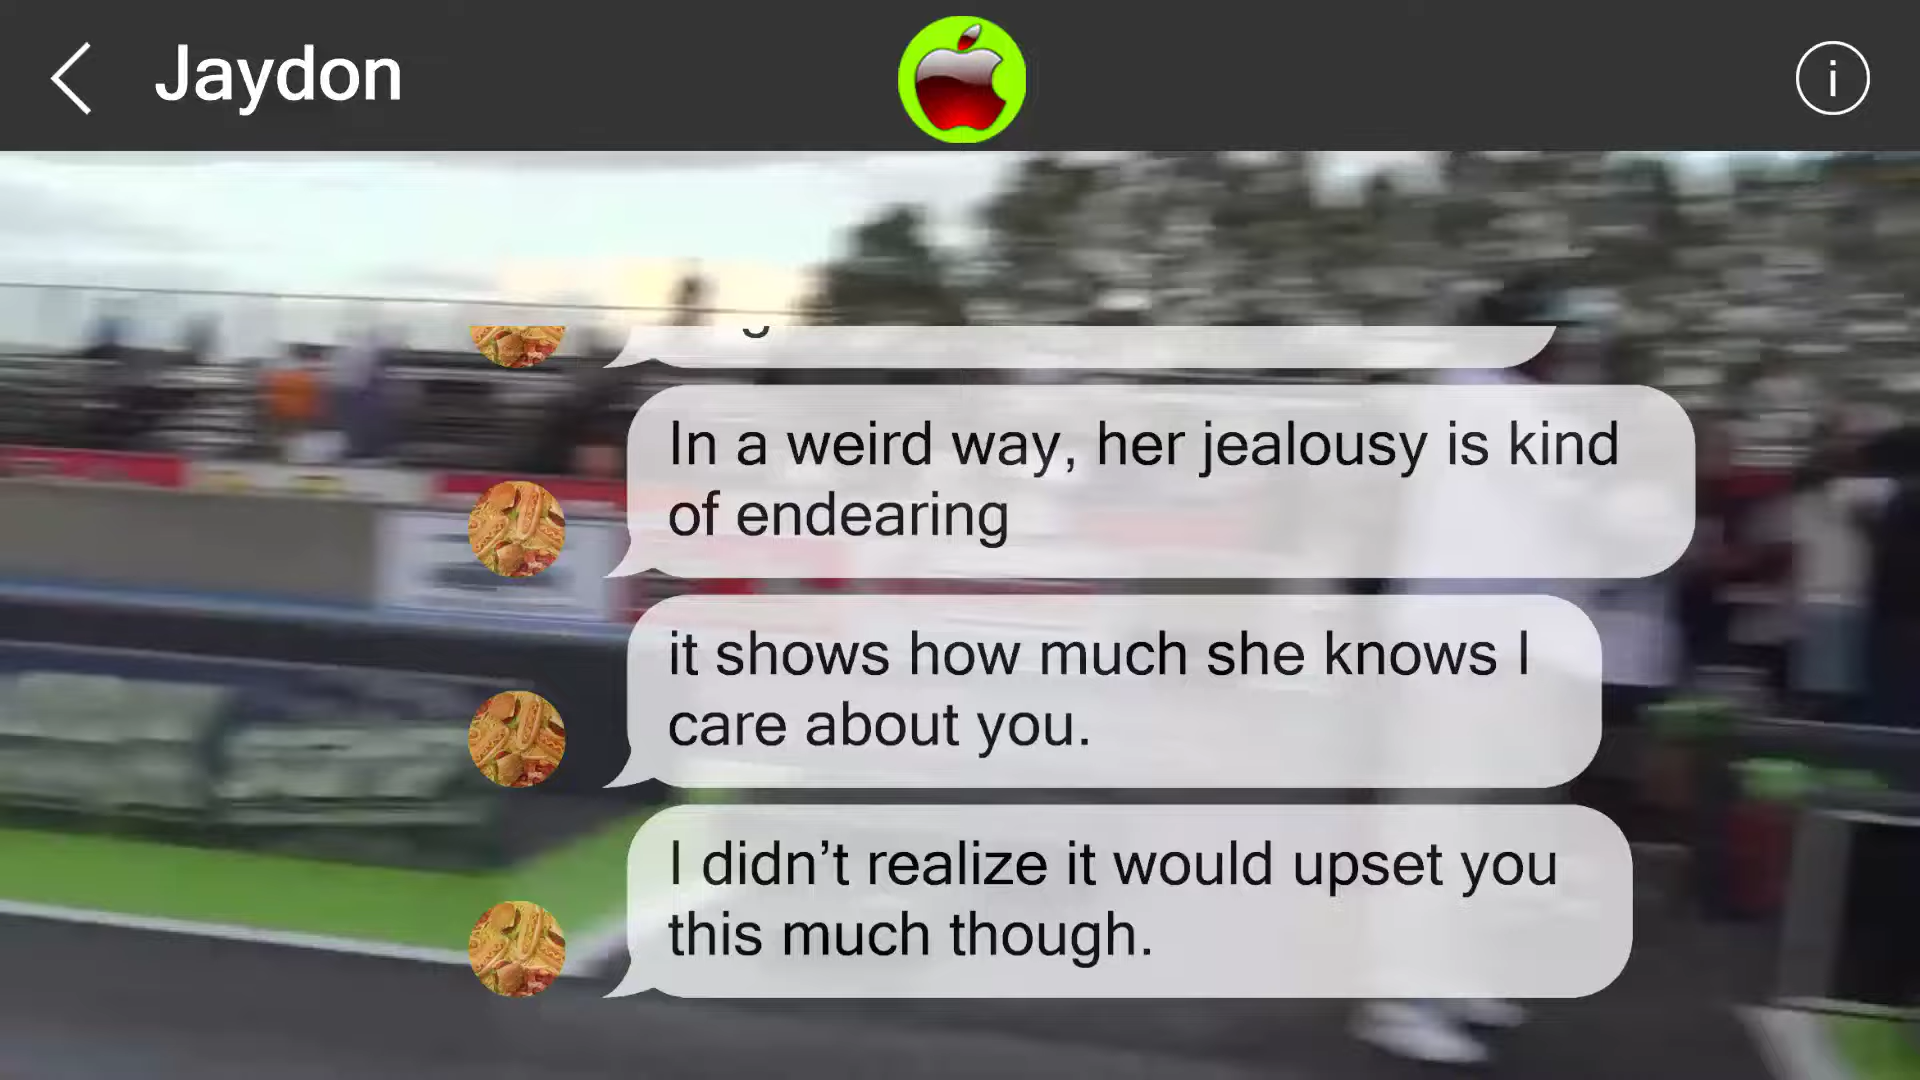 Jaydon
i
In a weird way, her jealousy is kind
of endearing
it shows how much she knows I
care about you.
I didn’t realize it would upset you
this much though.